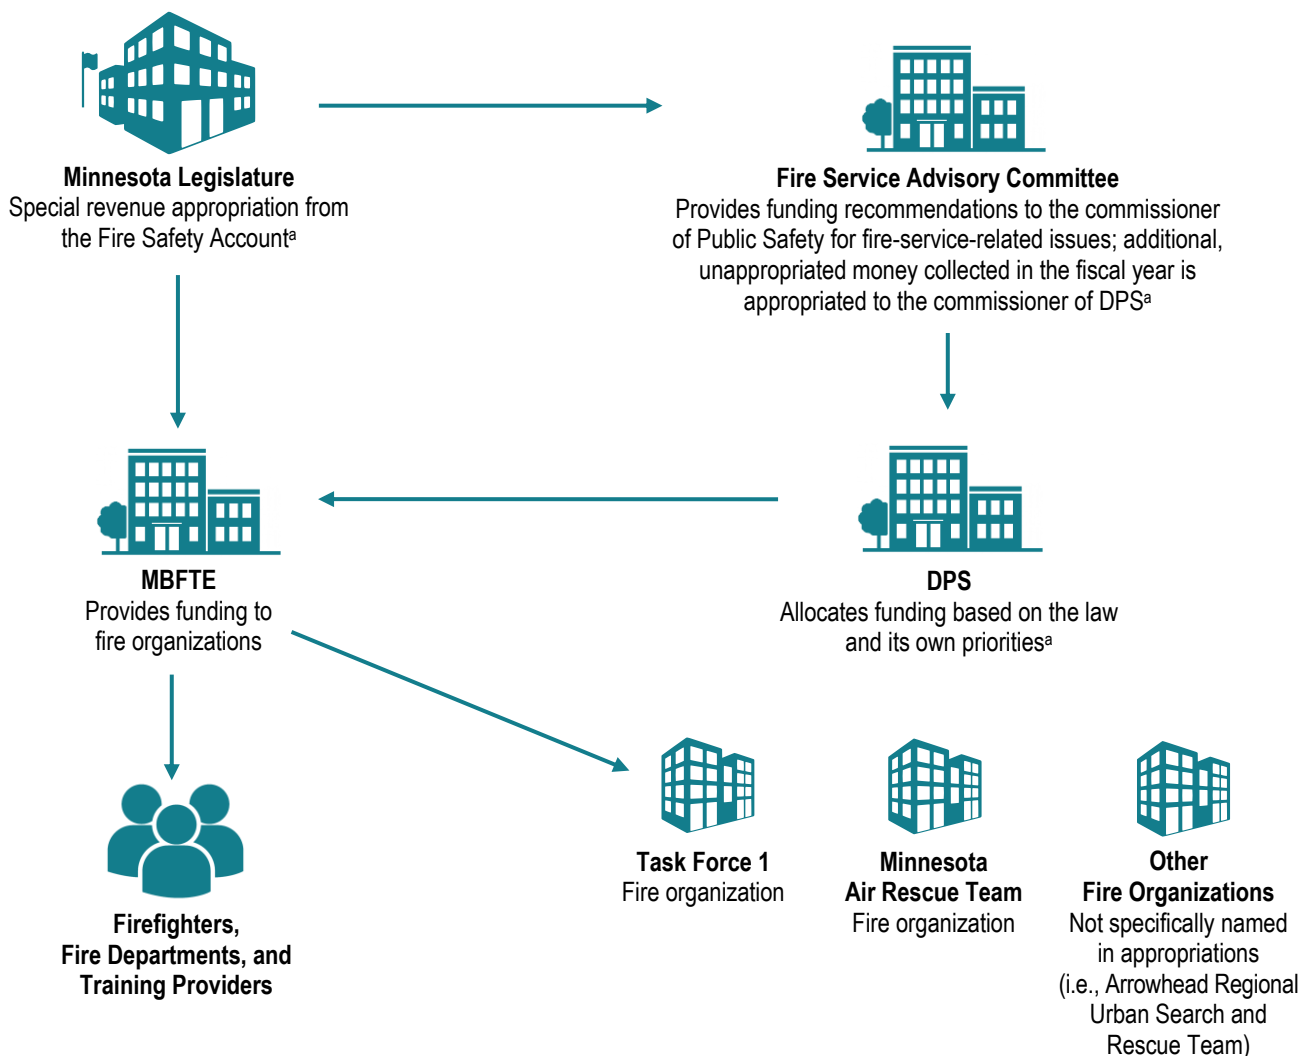 Minnesota Legislature
Special revenue appropriation from
the Fire Safety Accountᵃ
Fire Service Advisory Committee
Provides funding recommendations to the commissioner
of Public Safety for fire-service-related issues; additional,
unappropriated money collected in the fiscal year is
appropriated to the commissioner of DPSᵃ
MBFTE
Provides funding to
fire organizations
DPS
Allocates funding based on the law
and its own prioritiesᵃ
Firefighters,
Fire Departments, and
Training Providers
Task Force 1
Fire organization
Minnesota
Air Rescue Team
Fire organization
Other
Fire Organizations
Not specifically named
in appropriations
(i.e., Arrowhead Regional
Urban Search and
Rescue Team)